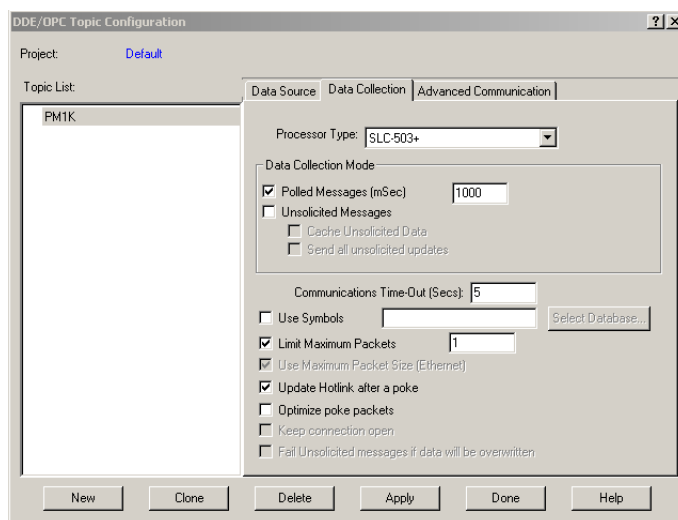 DDE/OPC Topic Configuration
Project: Default
Topic List:
PM1K
Data Source Data Collection Advanced Communication
Processor Type: SLC-503+
Data Collection Mode
Polled Messages (mSec) 1000
Unsolicited Messages
Cache Unsolicited Data
Send all unsolicited updates
Communications Time-Out (Secs): 5
Use Symbols Select Database...
Limit Maximum Packets 1
Use Maximum Packet Size (Ethernet)
Update Hotlink after a poke
Optimize poke packets
Keep connection open
Fail Unsolicited messages if data will be overwritten
New Clone Delete Apply Done Help